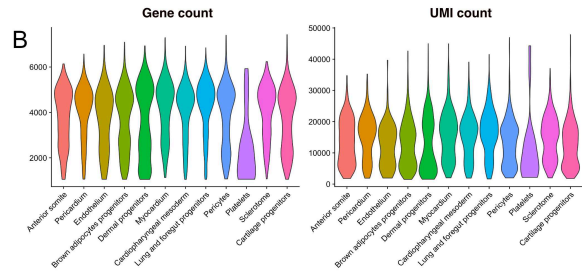 B
Gene count
6000
4000
2000
Anterior somite
Pericardium
Endothelium
Brown adipocytes progenitors
Dermal progenitors
Myocardium
Cardiopharyngeal mesoderm
Lung and foregut progenitors
Pericytes
Platelets
Sclerotome
Cartilage progenitors
UMI count
50000
40000
30000
20000
10000
0
Anterior somite
Pericardium
Endothelium
Brown adipocytes progenitors
Dermal progenitors
Myocardium
Cardiopharyngeal mesoderm
Lung and foregut progenitors
Pericytes
Platelets
Sclerotome
Cartilage progenitors